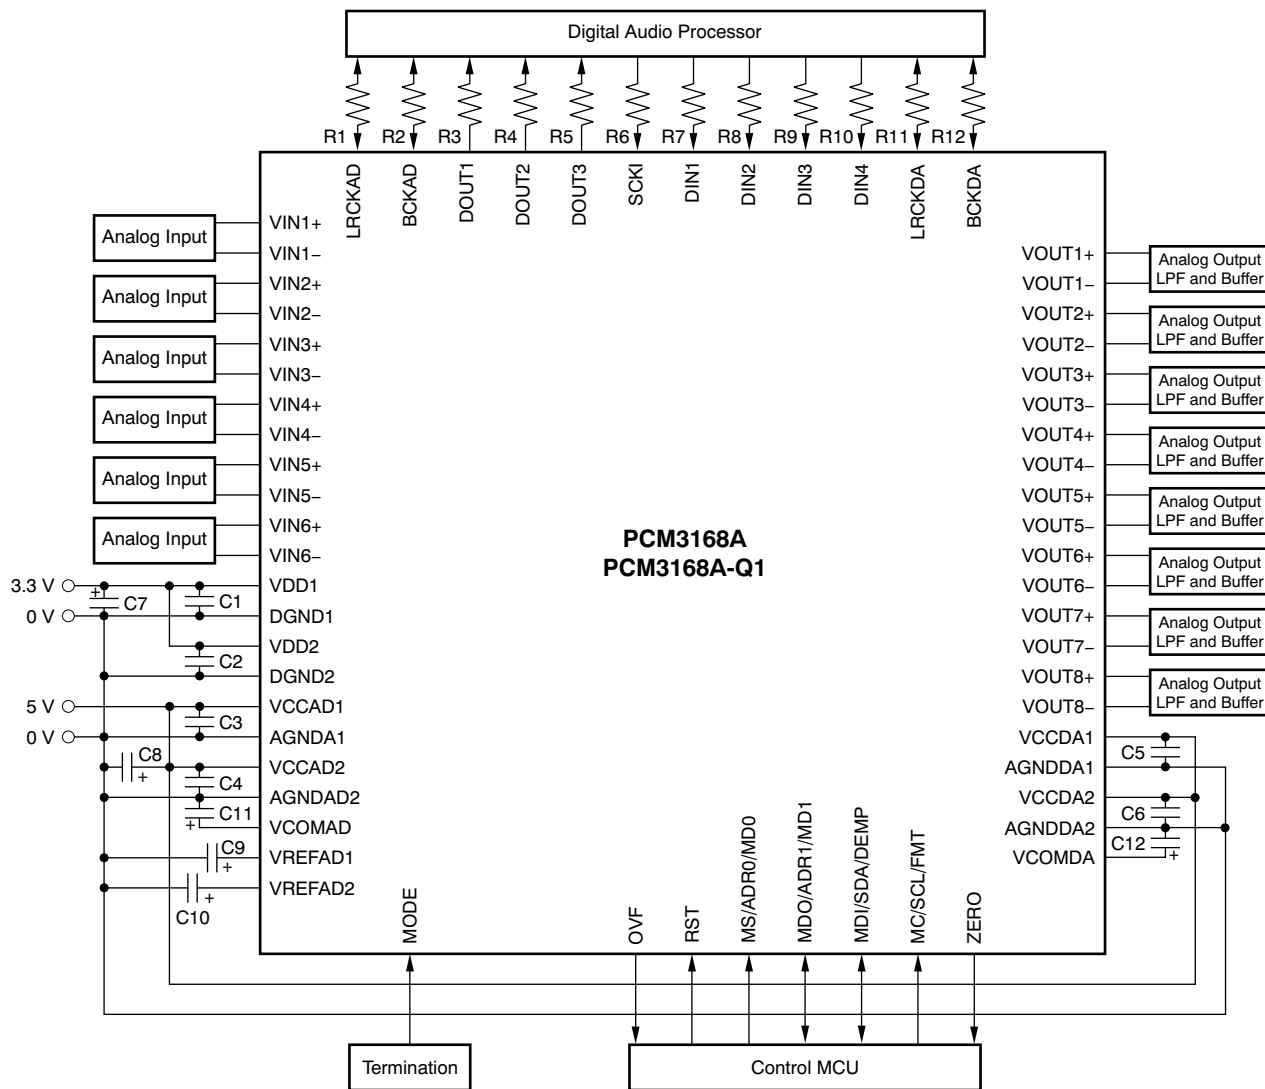 Digital Audio Processor
R1 R2 R3 R4 R5 R6 R7 R8 R9 R10 R11 R12
LRCKAD
BCKAD
DOUT1
DOUT2
DOUT3
SCKI
DIN1
DIN2
DIN3
DIN4
LRCKDA
BCKDA
Analog Input
Analog Input
Analog Input
Analog Input
Analog Input
Analog Input
VIN1+
VIN1−
VIN2+
VIN2−
VIN3+
VIN3−
VIN4+
VIN4−
VIN5+
VIN5−
VIN6+
VIN6−
VDD1
DGND1
VDD2
DGND2
VCCAD1
AGNDA1
VCCAD2
AGNDAD2
VCOMAD
VREFAD1
VREFAD2
3.3 V
0 V
5 V
0 V
+ C7
C1
C2
C3
C8 +
C4
C11 +
C9 +
C10 +
PCM3168A
PCM3168A-Q1
VOUT1+
VOUT1−
VOUT2+
VOUT2−
VOUT3+
VOUT3−
VOUT4+
VOUT4−
VOUT5+
VOUT5−
VOUT6+
VOUT6−
VOUT7+
VOUT7−
VOUT8+
VOUT8−
VCCDA1
AGNDDA1
VCCDA2
AGNDDA2
VCOMDA
Analog Output
LPF and Buffer
Analog Output
LPF and Buffer
Analog Output
LPF and Buffer
Analog Output
LPF and Buffer
Analog Output
LPF and Buffer
Analog Output
LPF and Buffer
Analog Output
LPF and Buffer
Analog Output
LPF and Buffer
C5
C6
C12 +
MODE
OVF
RST
MS/ADR0/MD0
MDO/ADR1/MD1
MDI/SDA/DEMP
MC/SCL/FMT
ZERO
Termination
Control MCU